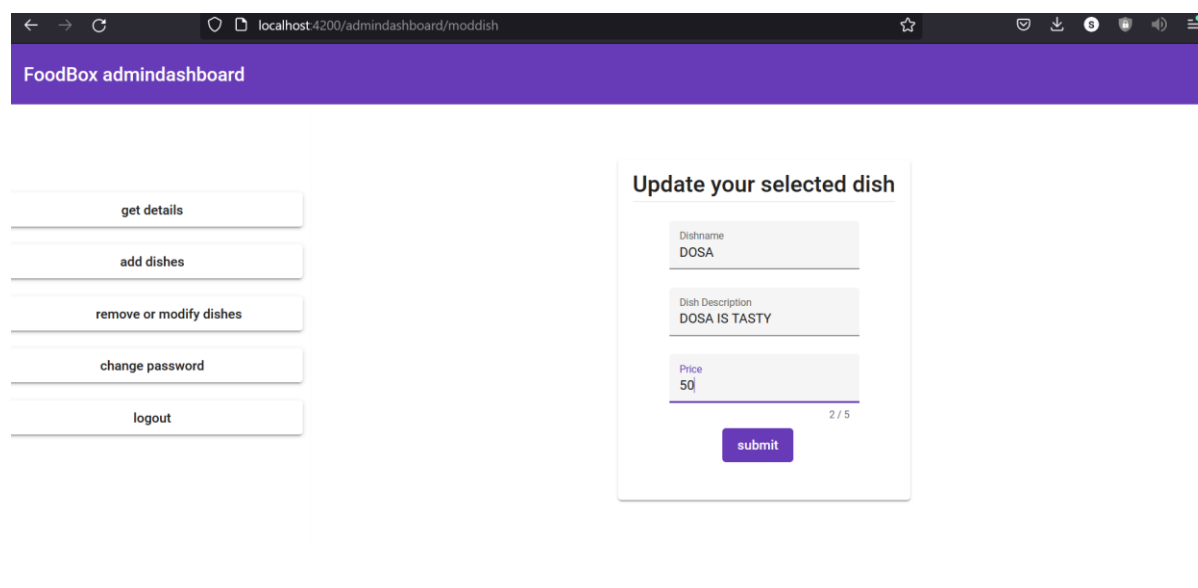 localhost:4200/admindashboard/moddish
S
FoodBox admindashboard
get details
add dishes
remove or modify dishes
change password
logout
Update your selected dish
Dishname
DOSA
Dish Description
DOSA IS TASTY
Price
50
2 / 5
submit